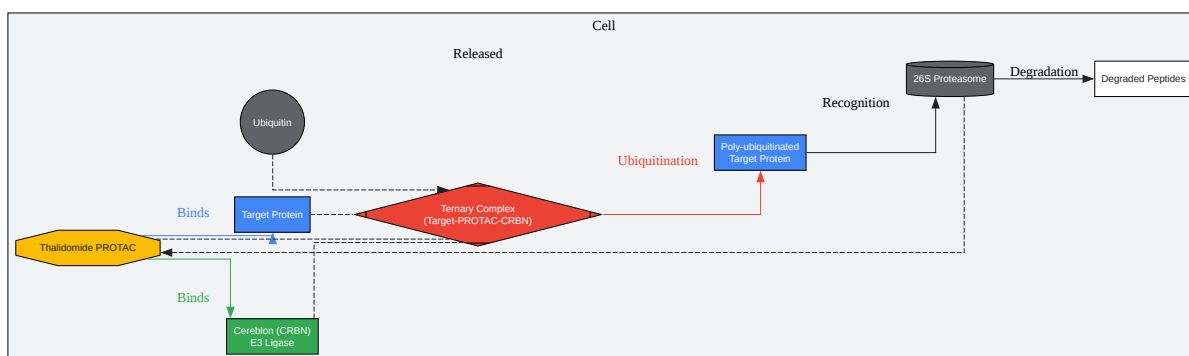 Cell
Released
26S Proteasome
Degradation
Degraded Peptides
Recognition
Ubiquitin
Poly-ubiquitinated
Target Protein
Ubiquitination
Binds
Target Protein
Ternary Complex
(Target-PROTAC-CRBN)
Thalidomide PROTAC
Binds
Cereblon (CRBN)
E3 Ligase